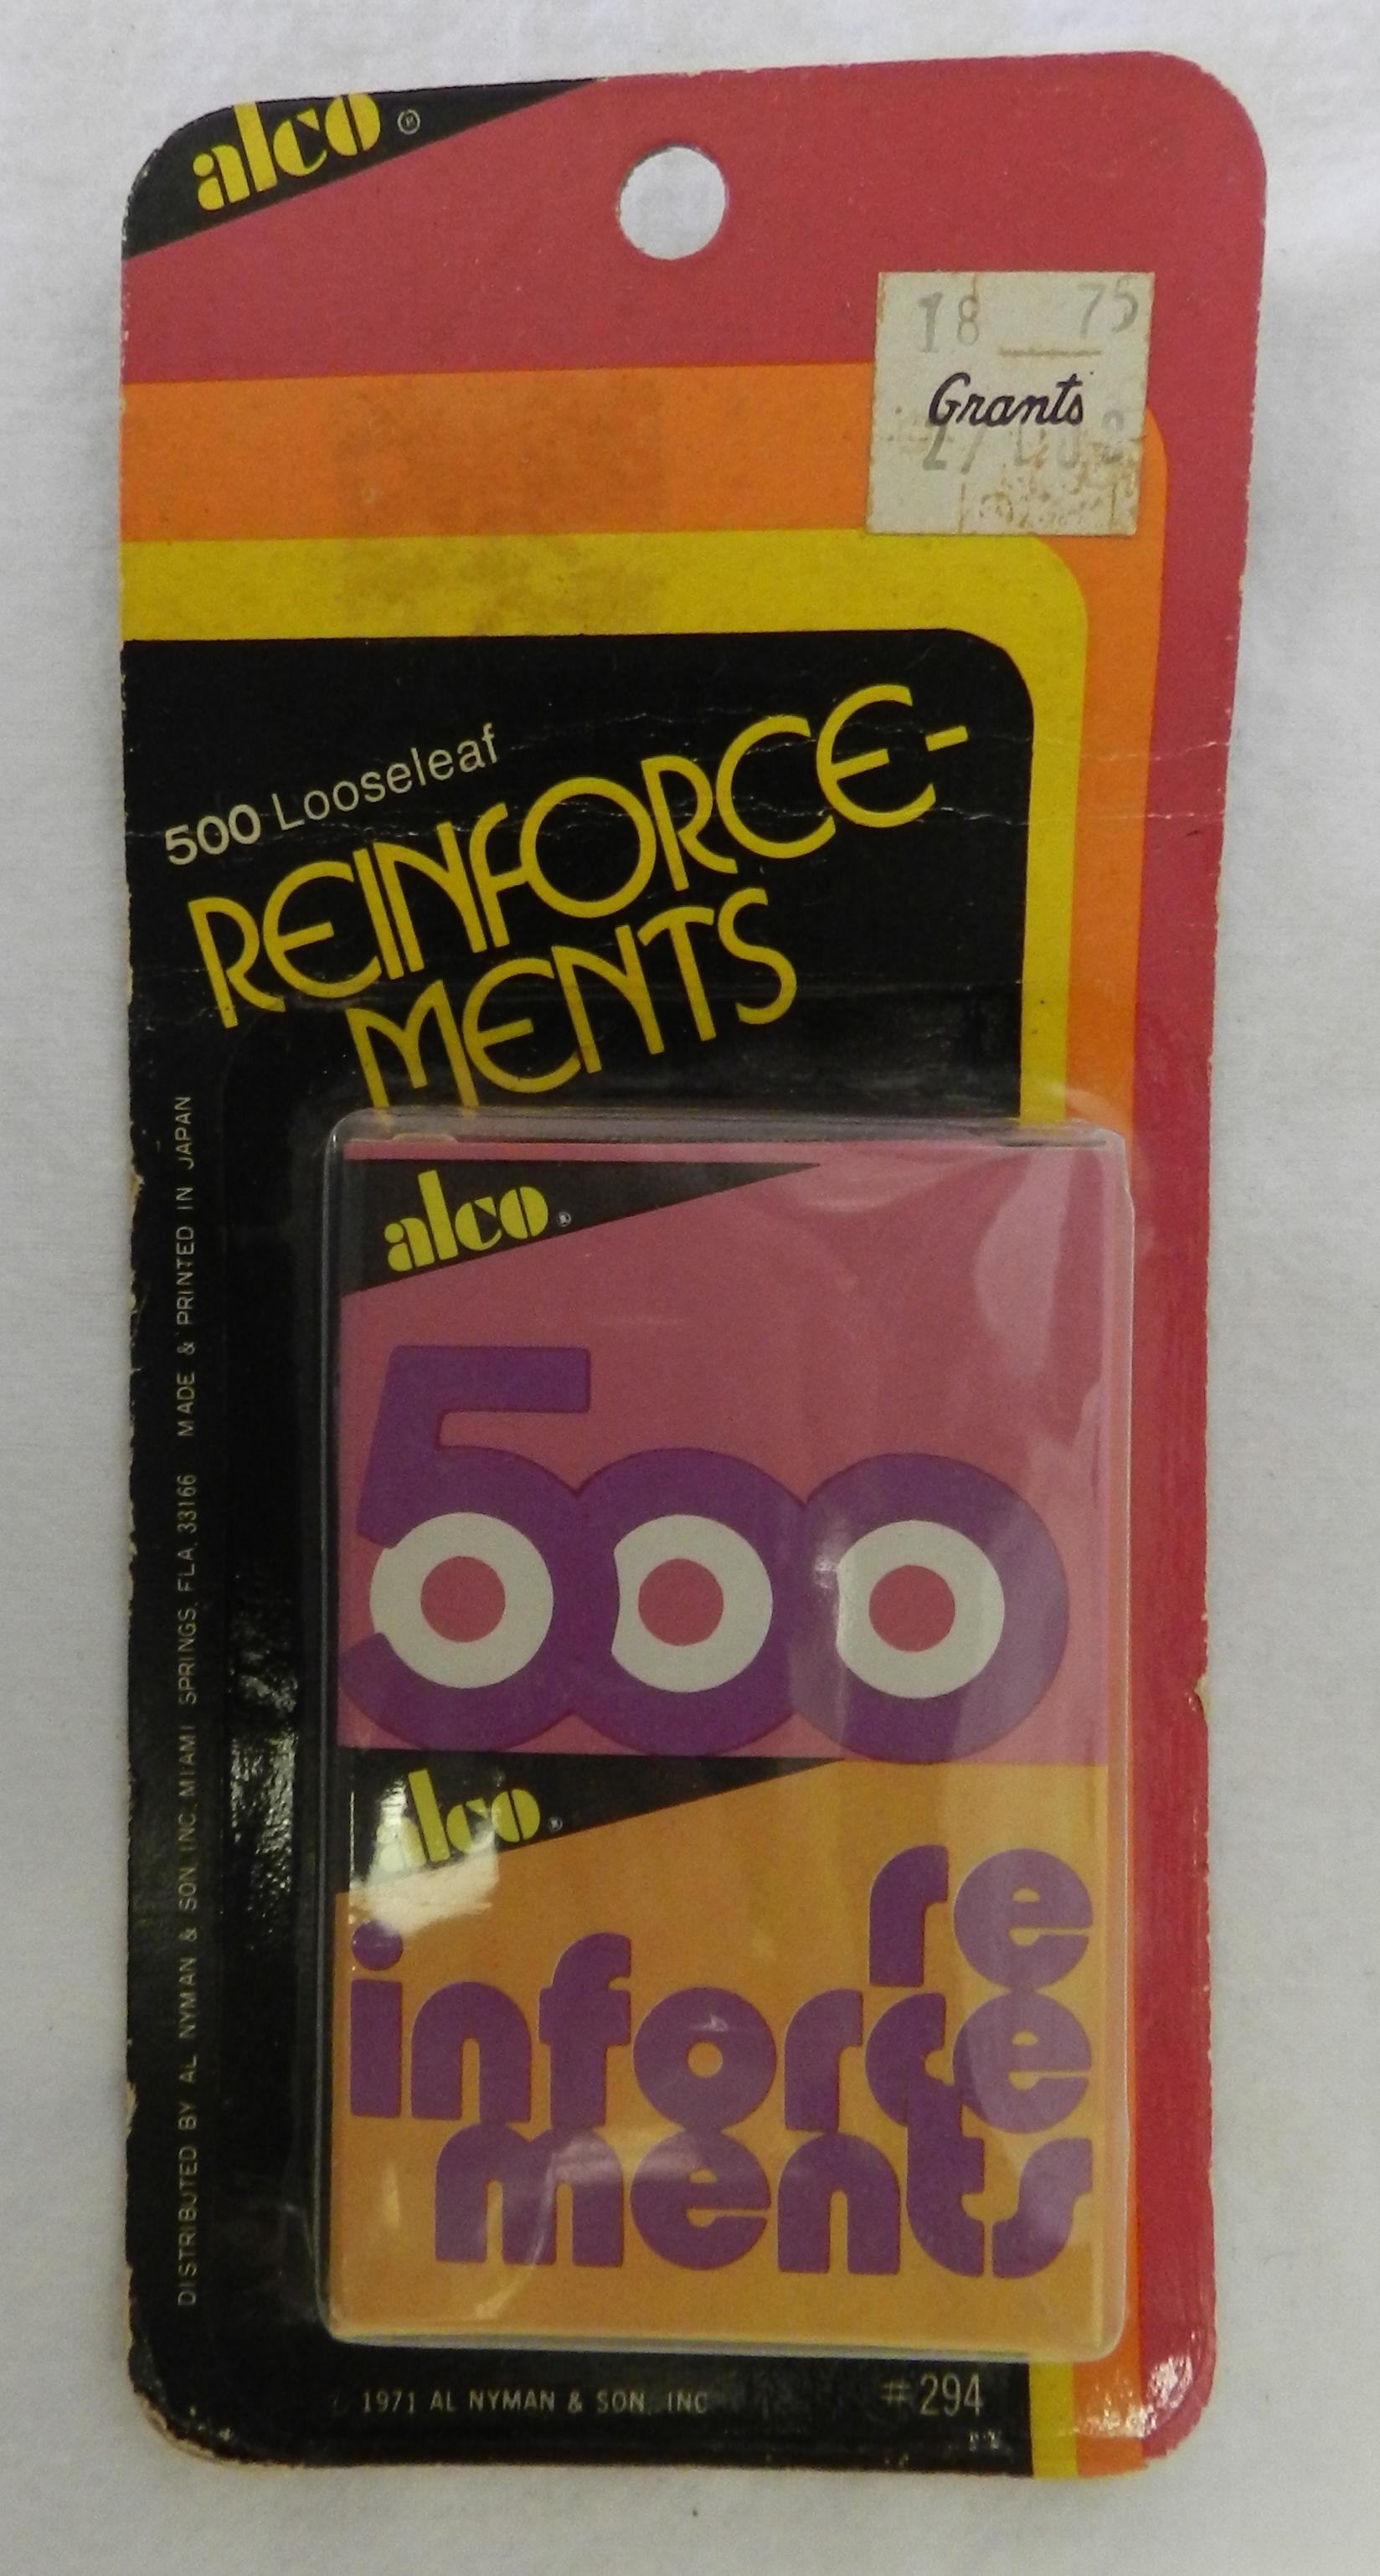 alco ®
18 75
Grants
500 Looseleaf
REINFORCE-
MENTS
alco ®
500
alco ®
re
inforce
ments
DISTRIBUTED BY AL NYMAN & SON INC. MIAMI SPRINGS, FLA. 33166 MADE & PRINTED IN JAPAN
1971 AL NYMAN & SON, INC
#294